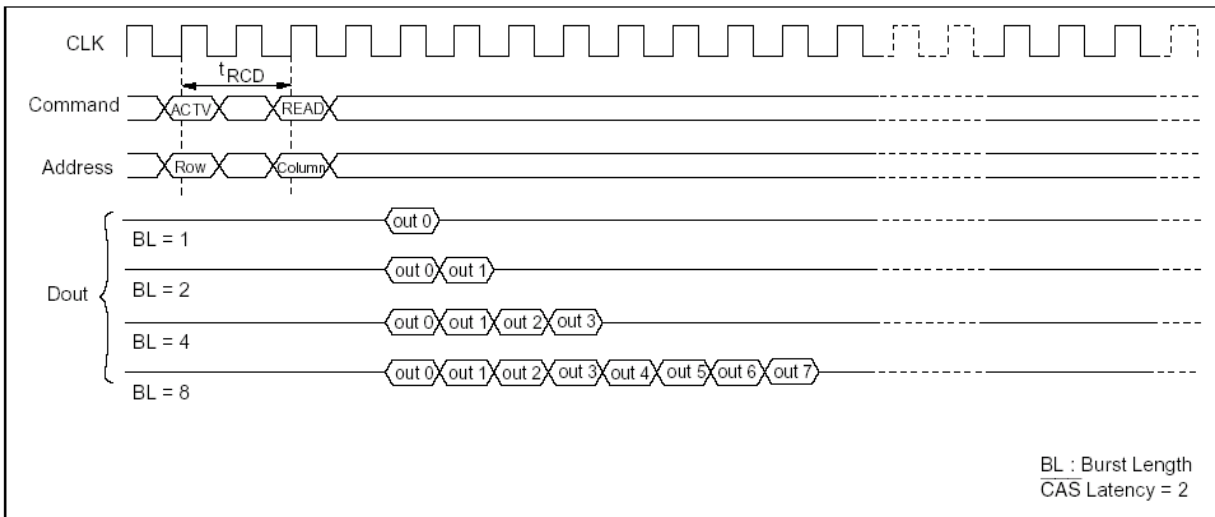 CLK
tRCD
Command ACTV READ
Address Row Column
out 0
BL = 1
out 0 out 1
Dout
BL = 2
out 0 out 1 out 2 out 3
BL = 4
out 0 out 1 out 2 out 3 out 4 out 5 out 6 out 7
BL = 8
BL : Burst Length
CAS Latency = 2